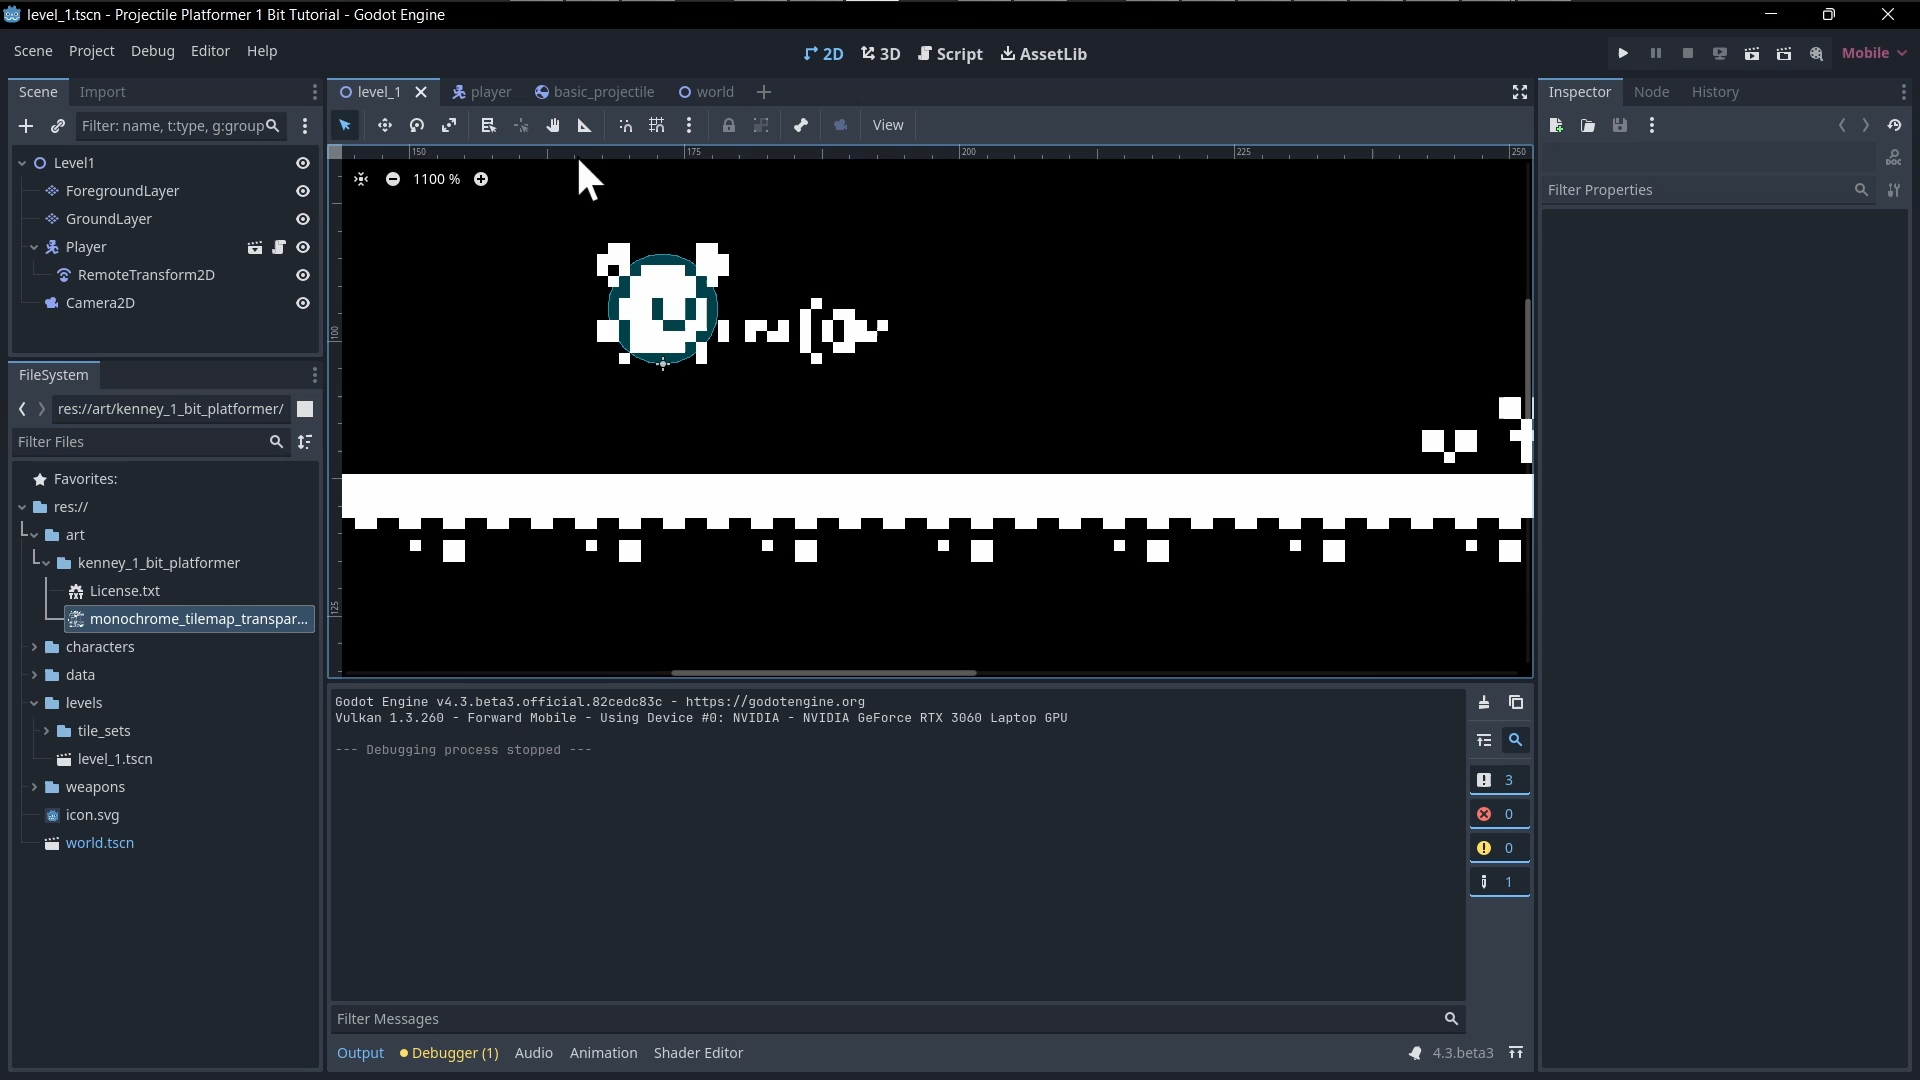 level_1.tscn - Projectile Platformer 1 Bit Tutorial - Godot Engine
Scene Project Debug Editor Help
2D 3D Script AssetLib
Mobile
Scene Import
level_1 player basic_projectile world
Inspector Node History
Filter: name, t:type, g:group
View
Level1
ForegroundLayer
GroundLayer
Player
RemoteTransform2D
Camera2D
150 175 200 225 250
1100 %
100
125
Filter Properties
FileSystem
res://art/kenney_1_bit_platformer/
Filter Files
Favorites:
res://
art
kenney_1_bit_platformer
License.txt
monochrome_tilemap_transpar...
characters
data
levels
tile_sets
level_1.tscn
weapons
icon.svg
world.tscn
Godot Engine v4.3.beta3.official.82cedc83c - https://godotengine.org
Vulkan 1.3.260 - Forward Mobile - Using Device #0: NVIDIA - NVIDIA GeForce RTX 3060 Laptop GPU
--- Debugging process stopped ---
3
0
0
1
Filter Messages
Output Debugger (1) Audio Animation Shader Editor
4.3.beta3